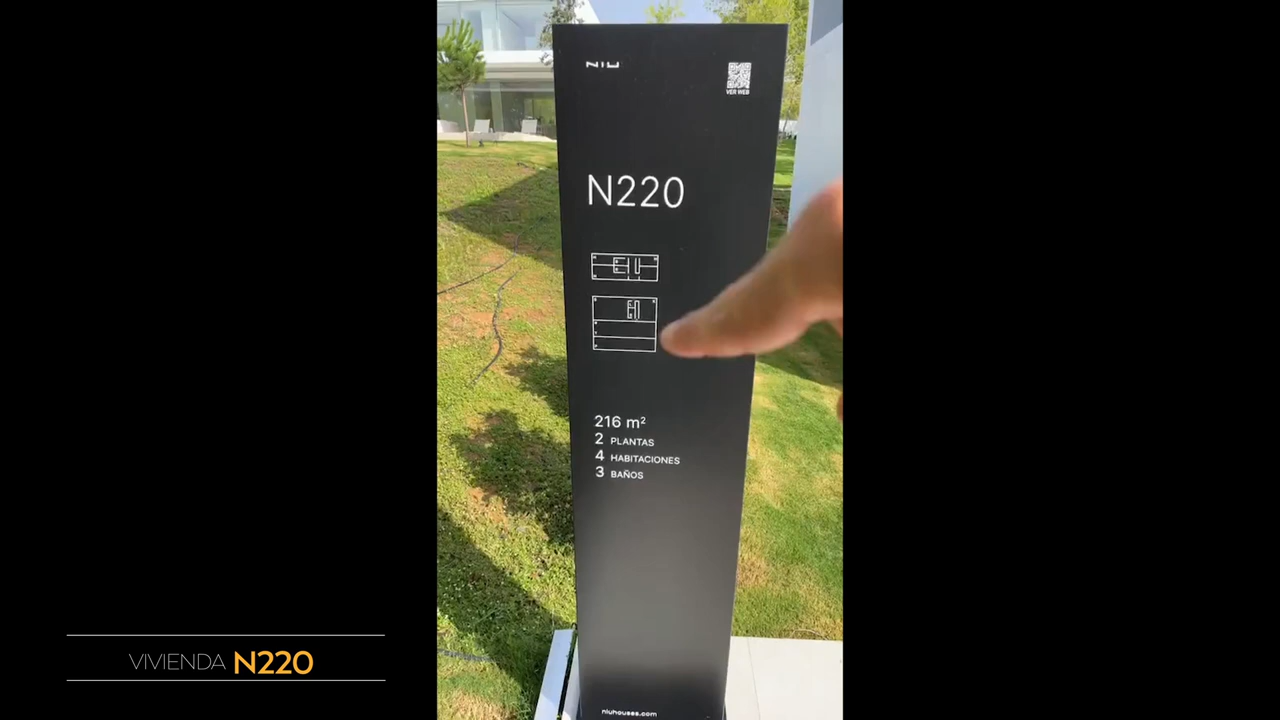 NIU
VER WEB
N220
216 m²
2 PLANTAS
4 HABITACIONES
3 BAÑOS
niuhouses.com
VIVIENDA N220